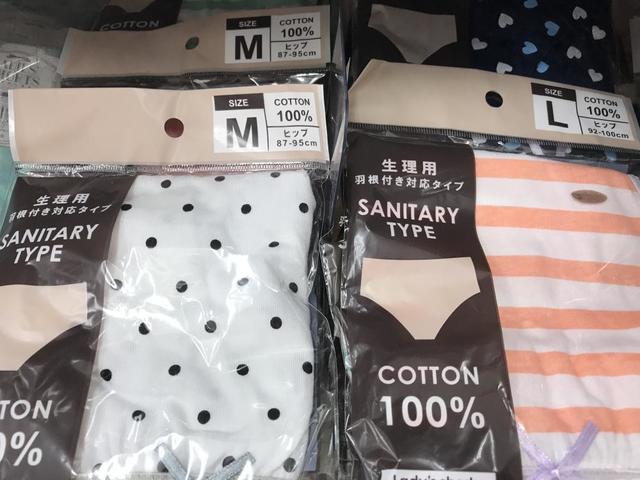 SIZE
M
COTTON
100%
ヒップ
87-95cm
SIZE
M
COTTON
100%
ヒップ
87-95cm
生理用
羽根付き対応タイプ
SANITARY
TYPE
COTTON
0%
SIZE
L
COTTON
100%
ヒップ
92-100cm
生理用
羽根付き対応タイプ
SANITARY
TYPE
COTTON
100%